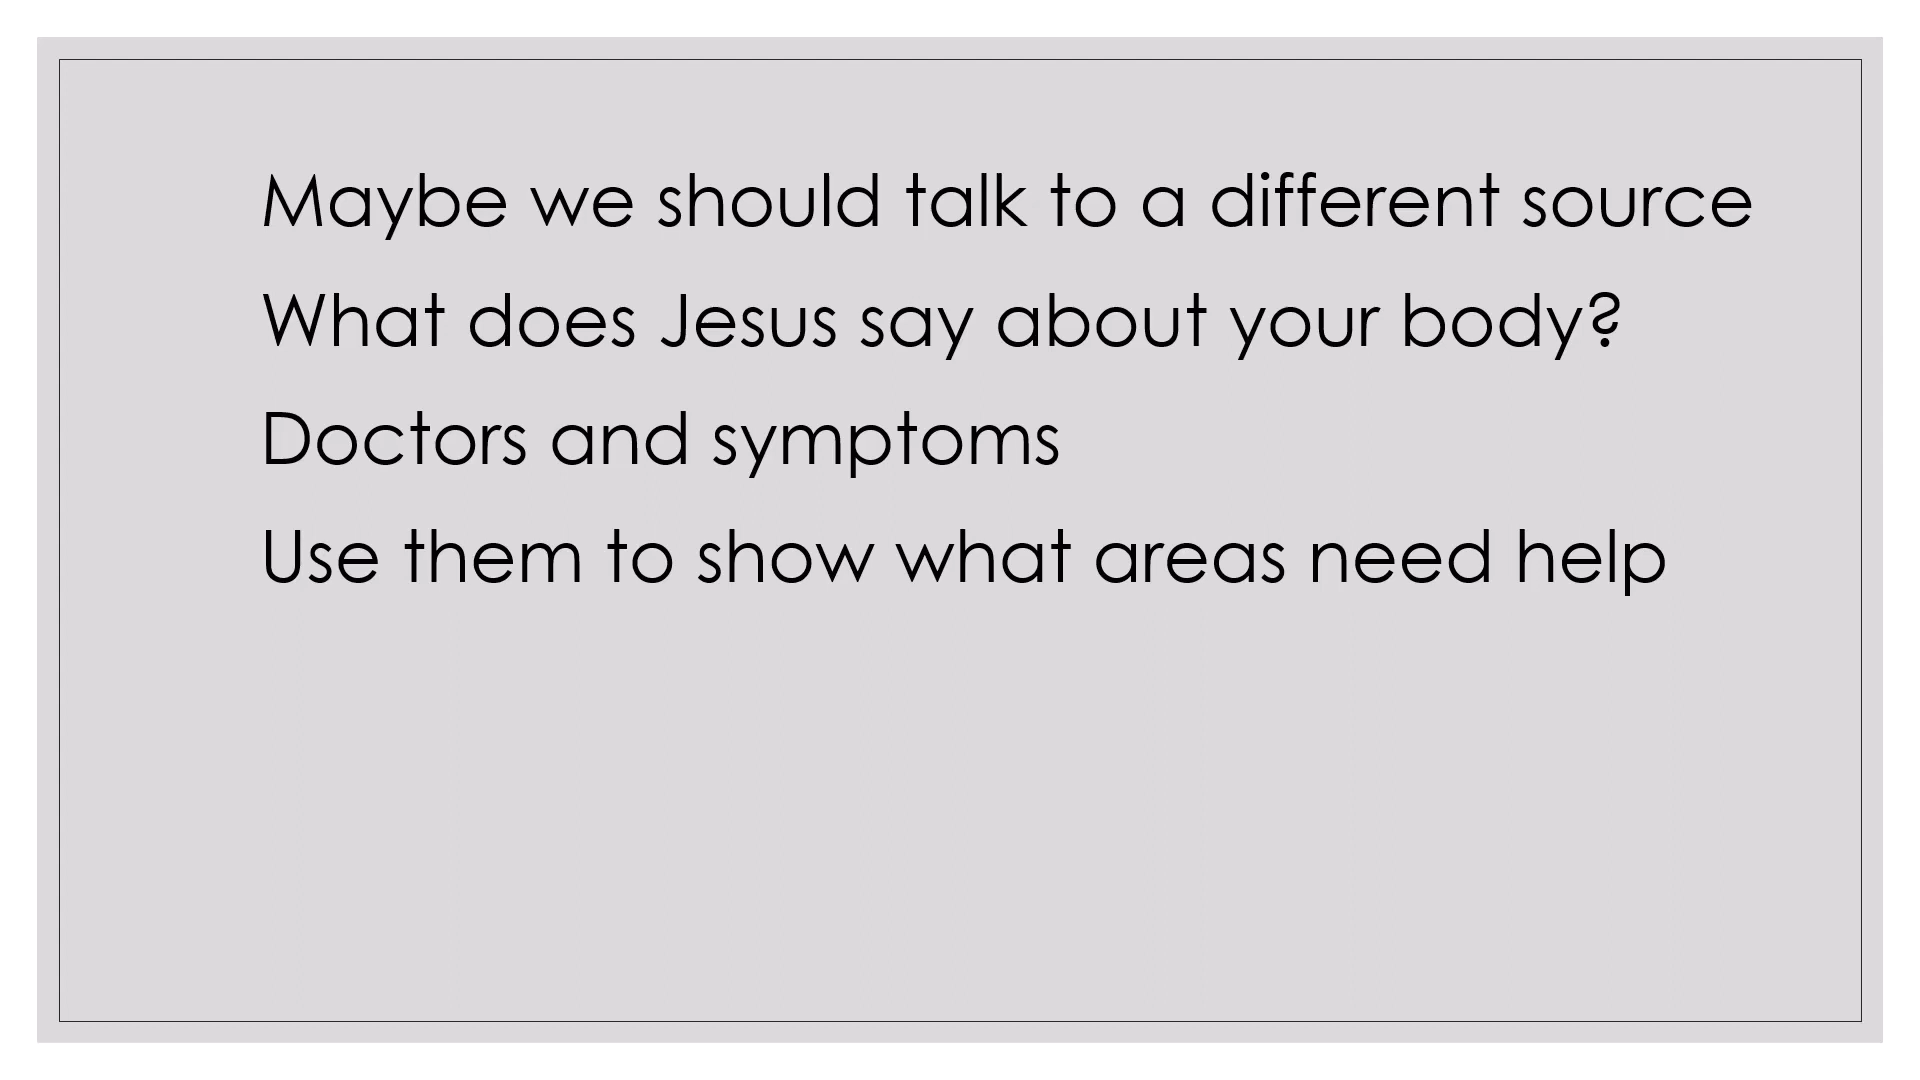 Maybe we should talk to a different source
What does Jesus say about your body?
Doctors and symptoms
Use them to show what areas need help